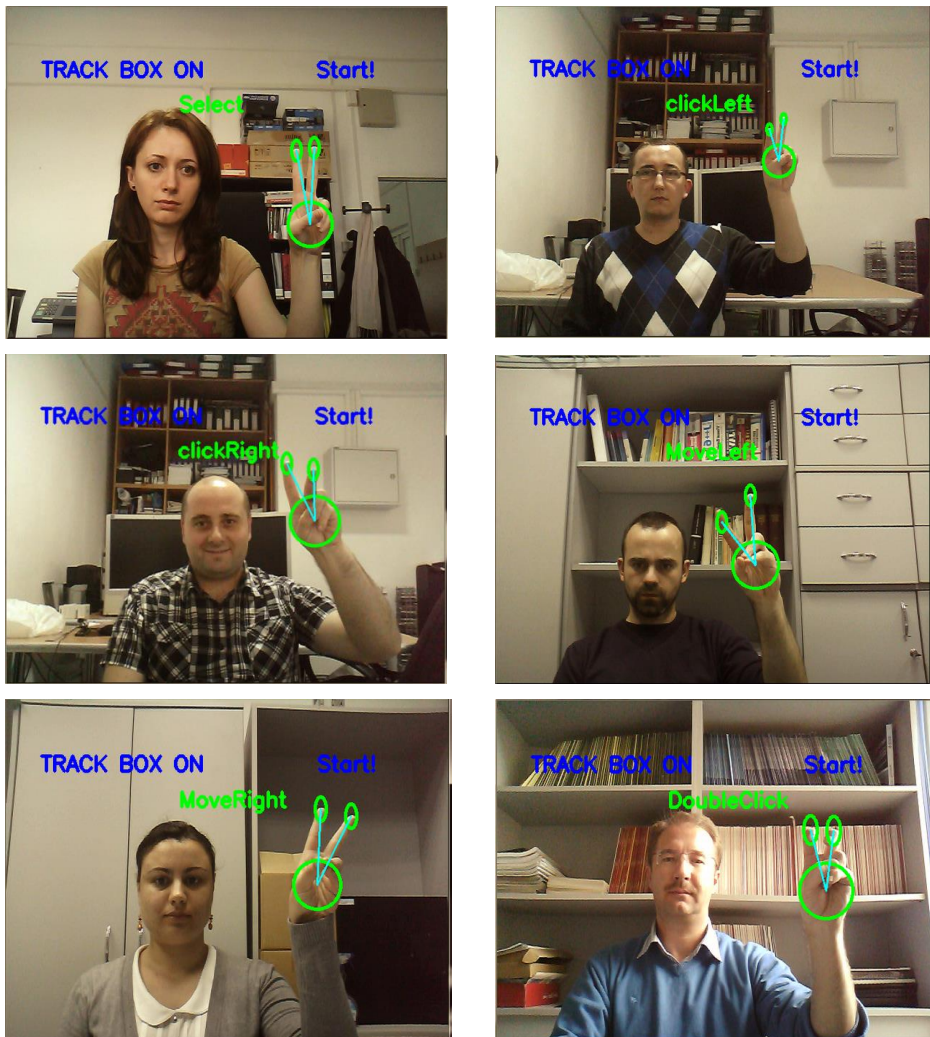 TRACK BOX ON Start!
Select
TRACK BOX ON Start!
clickLeft
TRACK BOX ON Start!
clickRight
TRACK BOX ON Start!
MoveLeft
TRACK BOX ON Start!
MoveRight
TRACK BOX ON Start!
DoubleClick